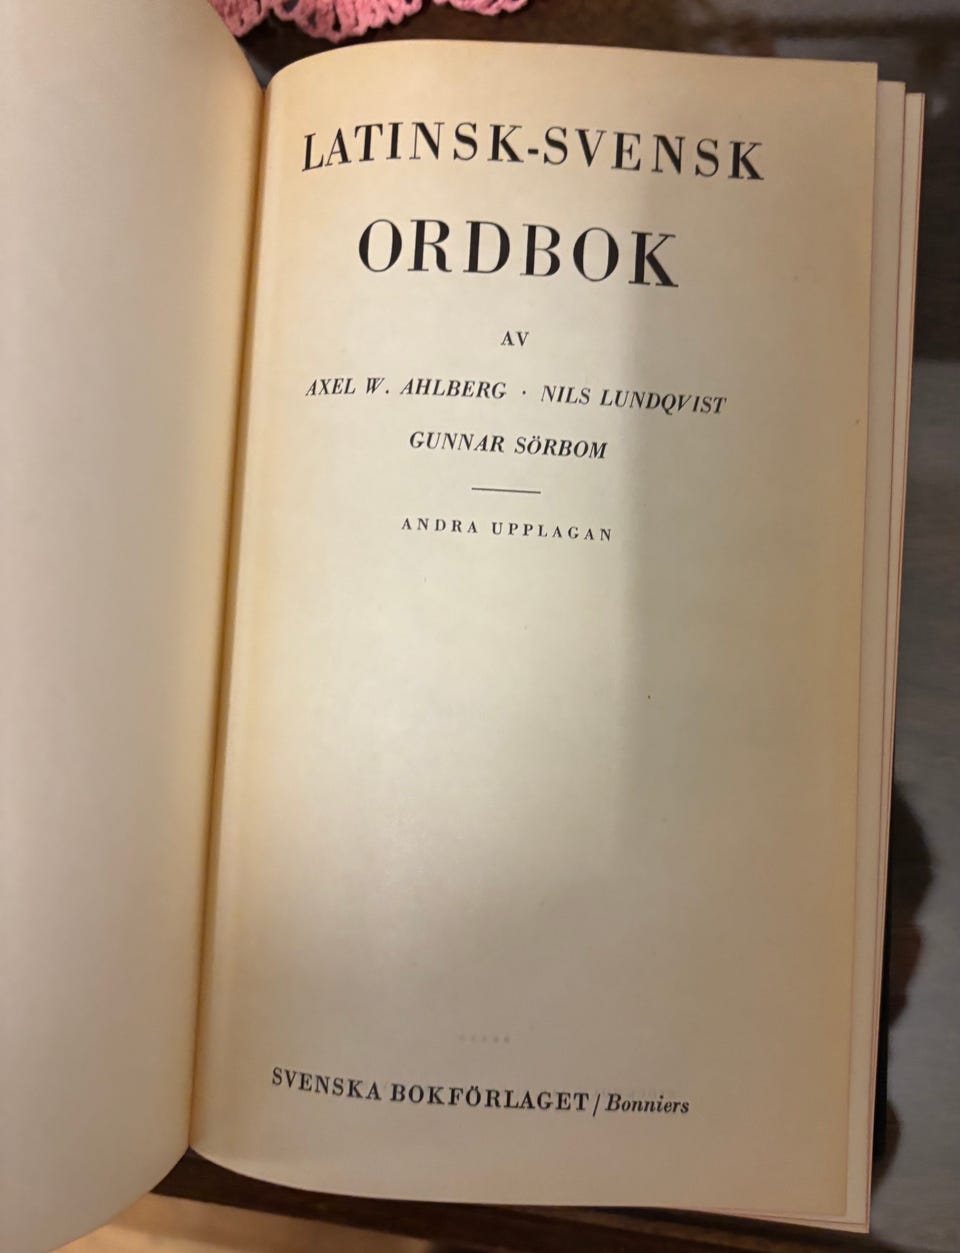 LATINSK-SVENSK
ORDBOK
AV
AXEL W. AHLBERG · NILS LUNDQVIST
GUNNAR SÖRBOM
ANDRA UPPLAGAN
SVENSKA BOKFÖRLAGET / Bonniers